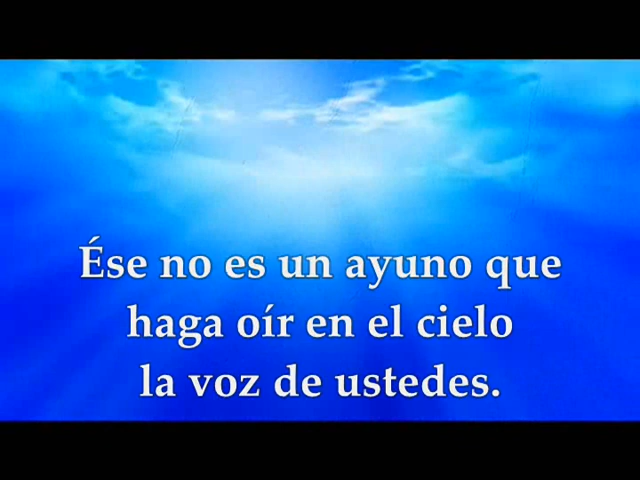 Ése no es un ayuno que
haga oír en el cielo
la voz de ustedes.